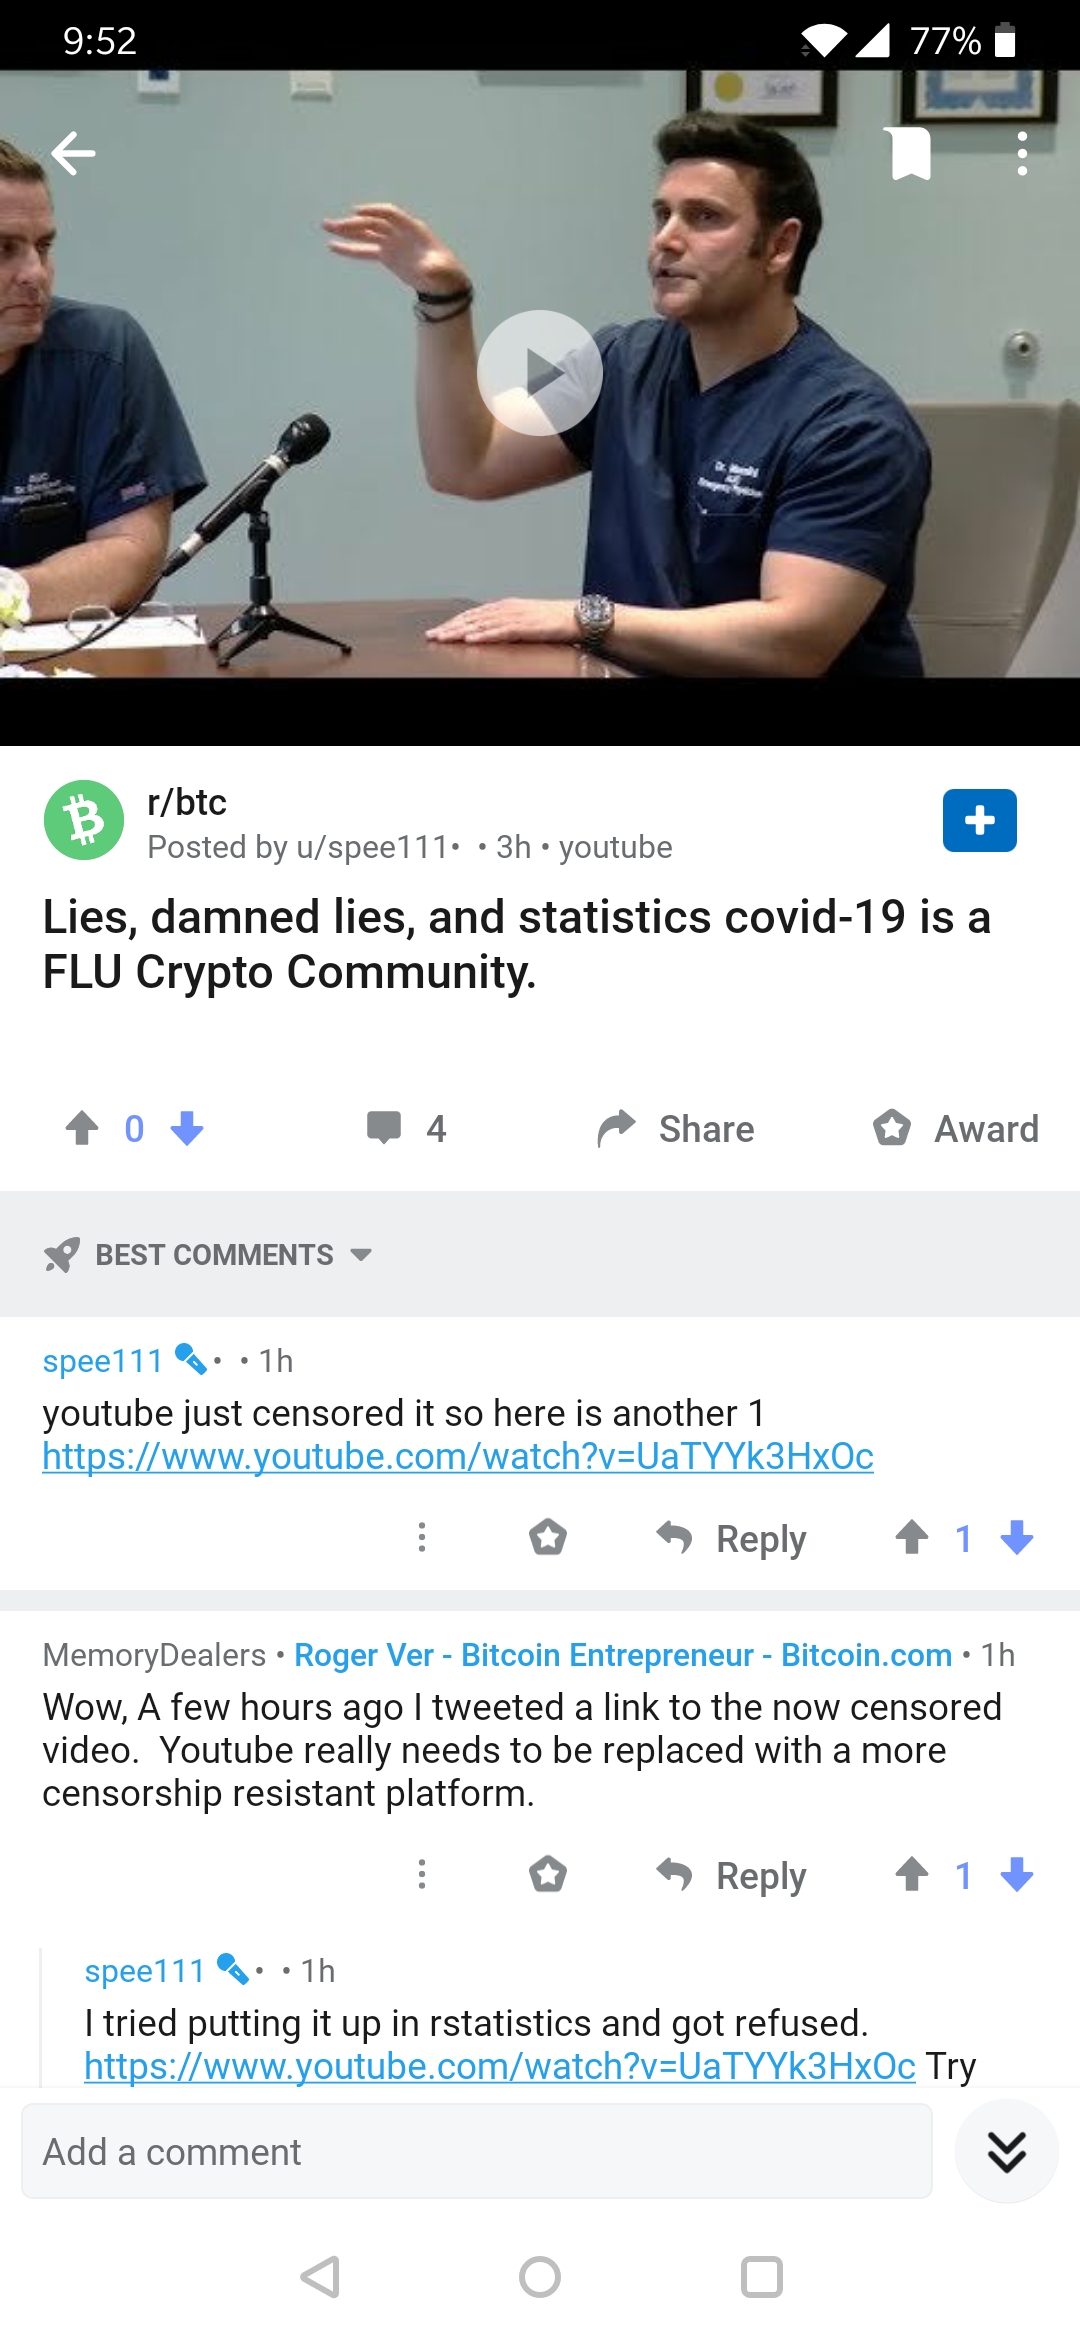 9:52
77%
r/btc
Posted by u/spee111• • 3h • youtube
Lies, damned lies, and statistics covid-19 is a
FLU Crypto Community.
0
4
Share
Award
BEST COMMENTS
spee111 • • 1h
youtube just censored it so here is another 1
https://www.youtube.com/watch?v=UaTYYk3HxOc
Reply
1
MemoryDealers • Roger Ver - Bitcoin Entrepreneur - Bitcoin.com • 1h
Wow, A few hours ago I tweeted a link to the now censored
video.  Youtube really needs to be replaced with a more
censorship resistant platform.
Reply
1
spee111 • • 1h
I tried putting it up in rstatistics and got refused.
https://www.youtube.com/watch?v=UaTYYk3HxOc Try
Add a comment